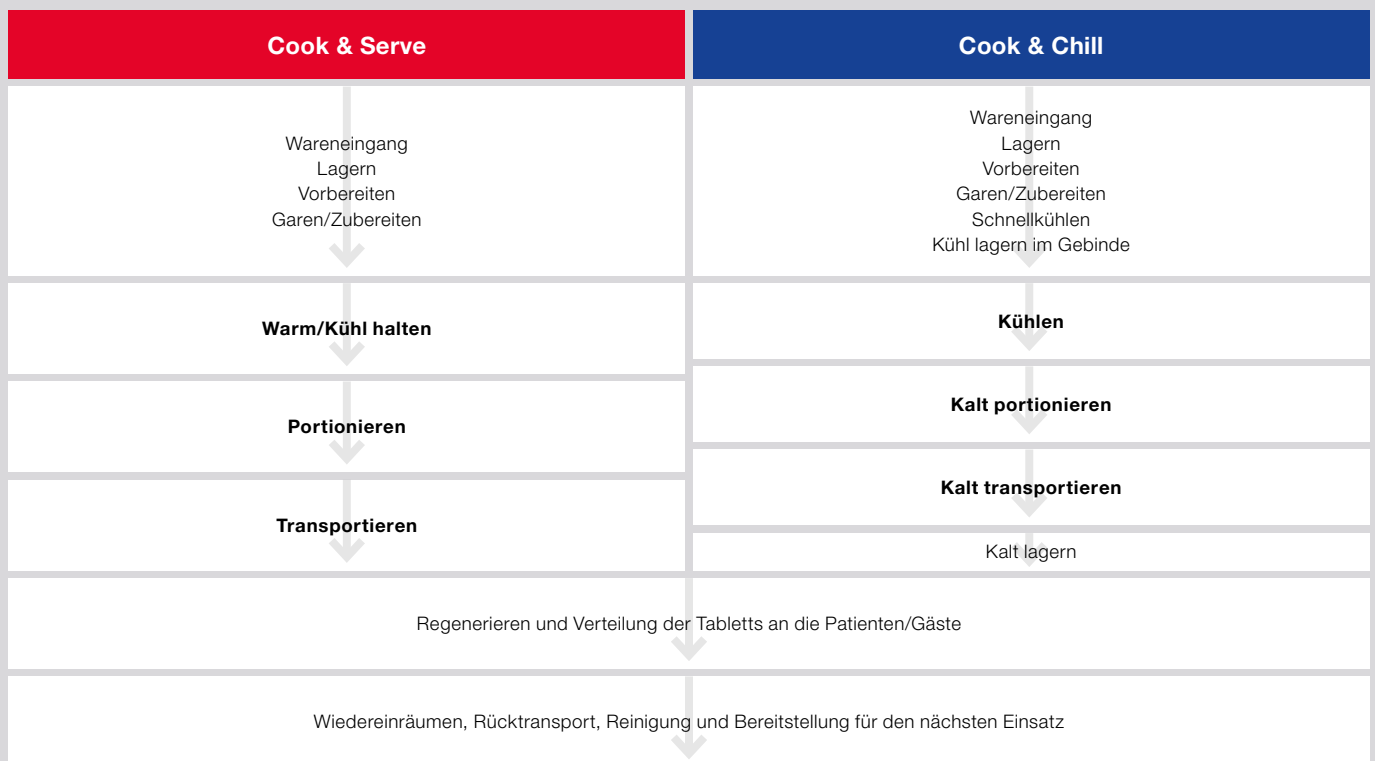 Cook & Serve
Wareneingang
Lagern
Vorbereiten
Garen/Zubereiten
Warm/Kühl halten
Portionieren
Transportieren
Cook & Chill
Wareneingang
Lagern
Vorbereiten
Garen/Zubereiten
Schnellkühlen
Kühl lagern im Gebinde
Kühlen
Kalt portionieren
Kalt transportieren
Kalt lagern
Regenerieren und Verteilung der Tabletts an die Patienten/Gäste
Wiedereinräumen, Rücktransport, Reinigung und Bereitstellung für den nächsten Einsatz